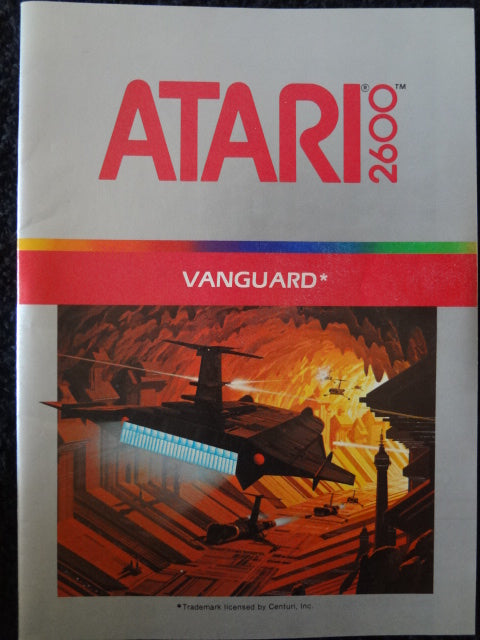 ATARI® 2600™
VANGUARD*
*Trademark licensed by Centuri, Inc.